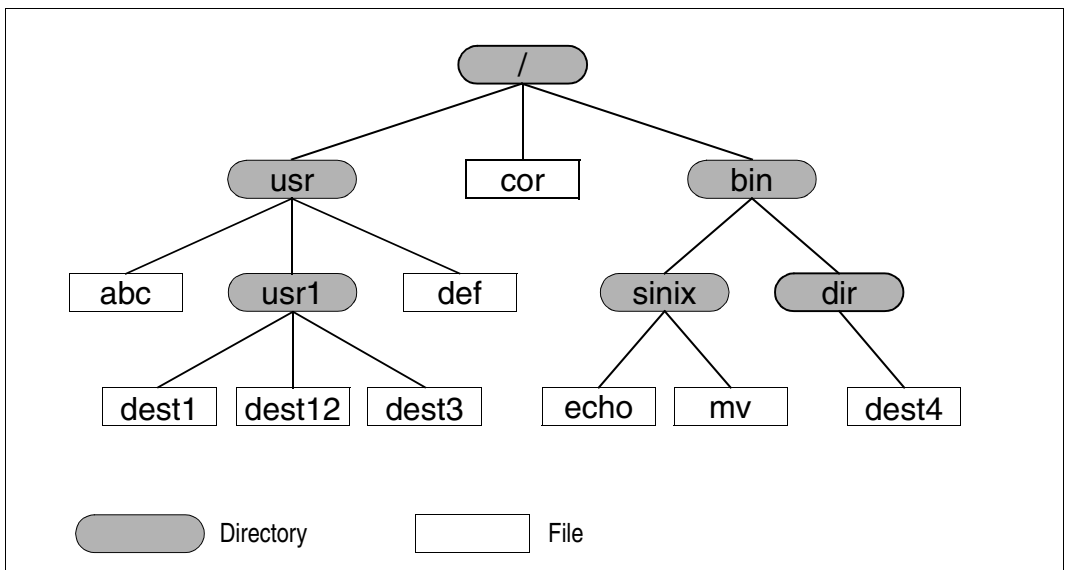 /
usr cor bin
abc usr1 def sinix dir
dest1 dest12 dest3 echo mv dest4
Directory File